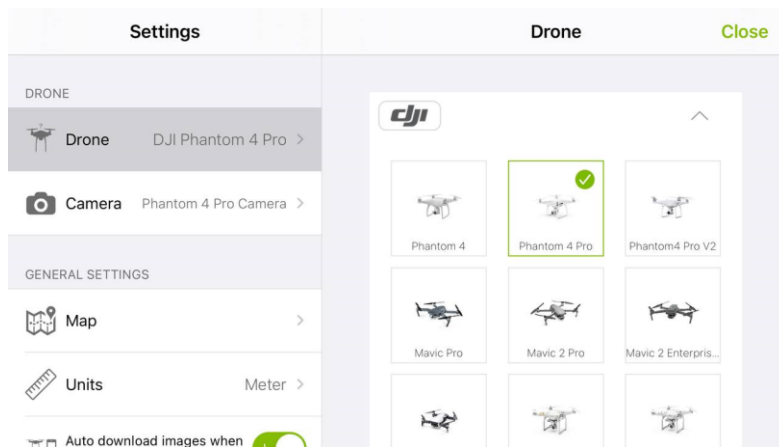 Settings
Drone
Close
DRONE
Drone
DJI Phantom 4 Pro
Camera
Phantom 4 Pro Camera
GENERAL SETTINGS
Map
Units
Meter
Auto download images when
dji
Phantom 4
Phantom 4 Pro
Phantom4 Pro V2
Mavic Pro
Mavic 2 Pro
Mavic 2 Enterpris...